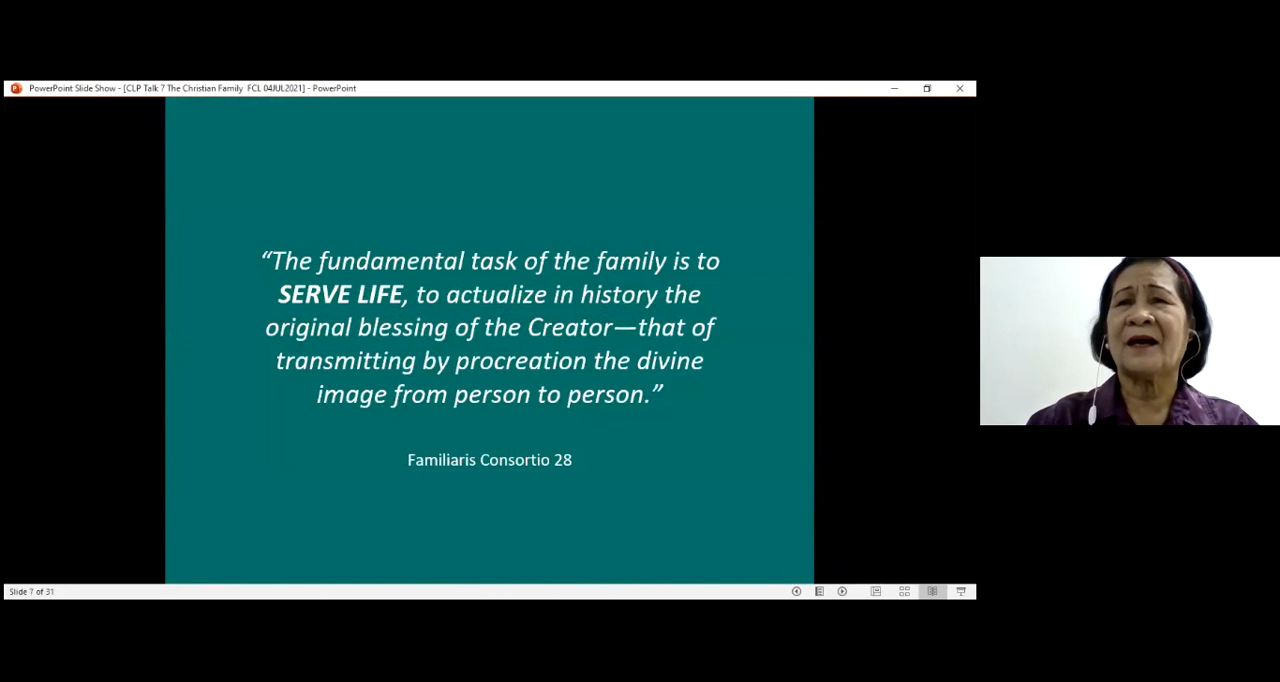 PowerPoint Slide Show - [CLP Talk 7 The Christian Family  FCL 04JUL2021] - PowerPoint
“The fundamental task of the family is to
SERVE LIFE, to actualize in history the
original blessing of the Creator—that of
transmitting by procreation the divine
image from person to person.”
Familiaris Consortio 28
Slide 7 of 31